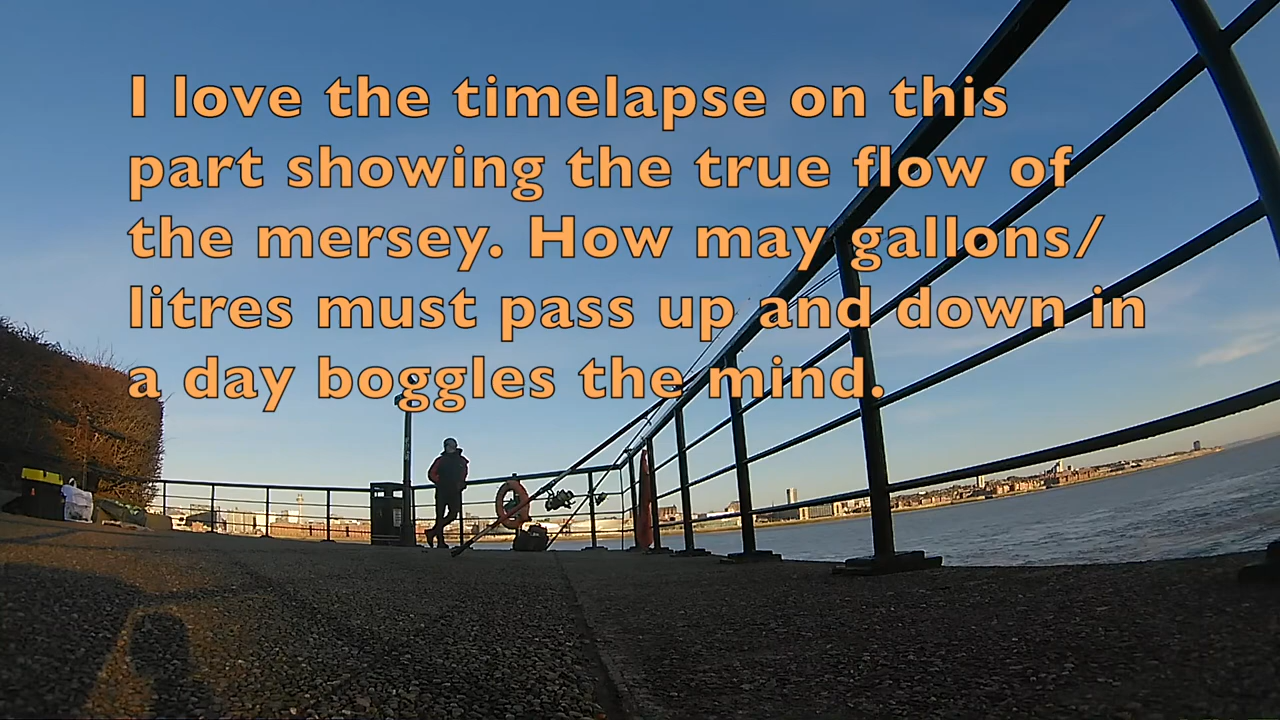 I love the timelapse on this
part showing the true flow of
the mersey. How may gallons/
litres must pass up and down in
a day boggles the mind.